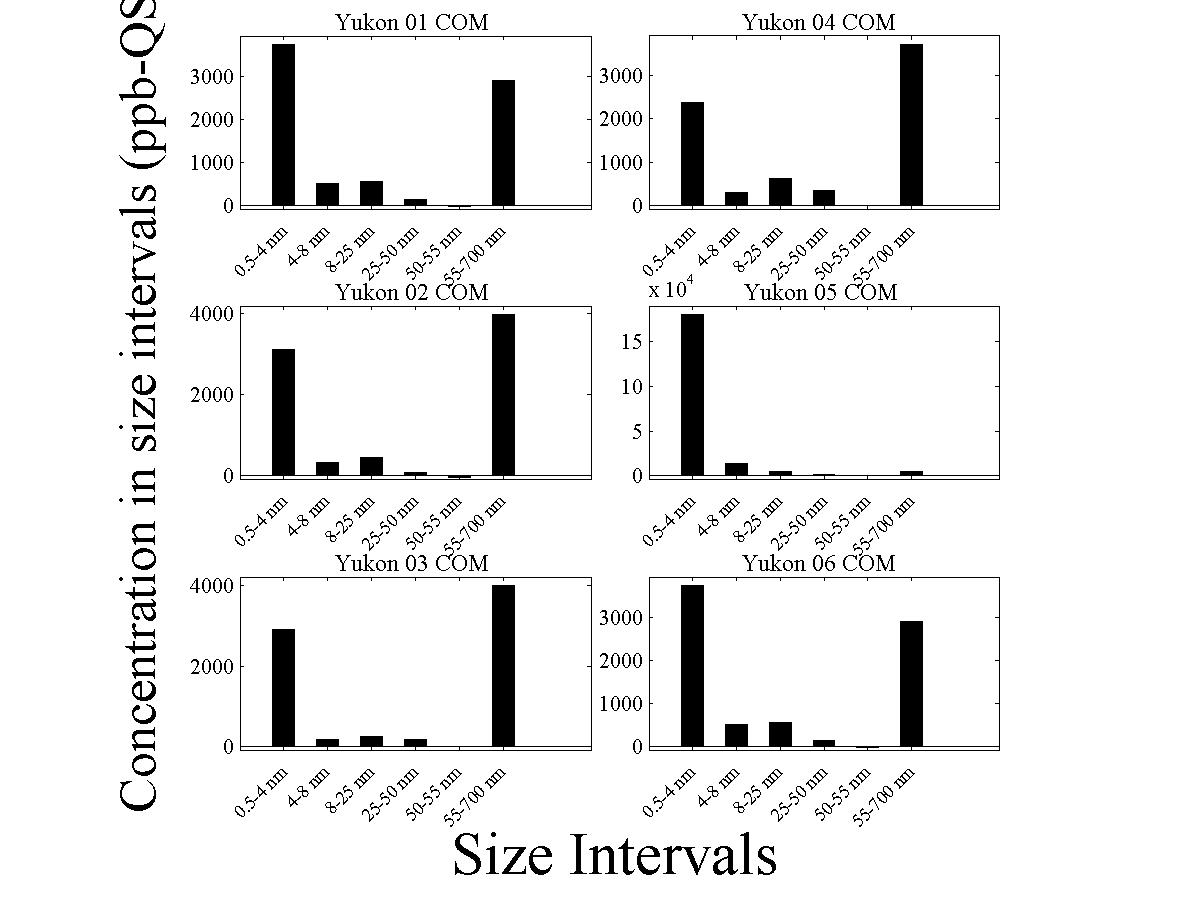 Concentration in size intervals (ppb-QS
Yukon 01 COM
3000
2000
1000
0
0.5-4 nm
4-8 nm
8-25 nm
25-50 nm
50-55 nm
55-700 nm
Yukon 04 COM
3000
2000
1000
0
0.5-4 nm
4-8 nm
8-25 nm
25-50 nm
50-55 nm
55-700 nm
Yukon 02 COM
4000
2000
0
0.5-4 nm
4-8 nm
8-25 nm
25-50 nm
50-55 nm
55-700 nm
x 10⁴
Yukon 05 COM
15
10
5
0
0.5-4 nm
4-8 nm
8-25 nm
25-50 nm
50-55 nm
55-700 nm
Yukon 03 COM
4000
2000
0
0.5-4 nm
4-8 nm
8-25 nm
25-50 nm
50-55 nm
55-700 nm
Yukon 06 COM
3000
2000
1000
0
0.5-4 nm
4-8 nm
8-25 nm
25-50 nm
50-55 nm
55-700 nm
Size Intervals